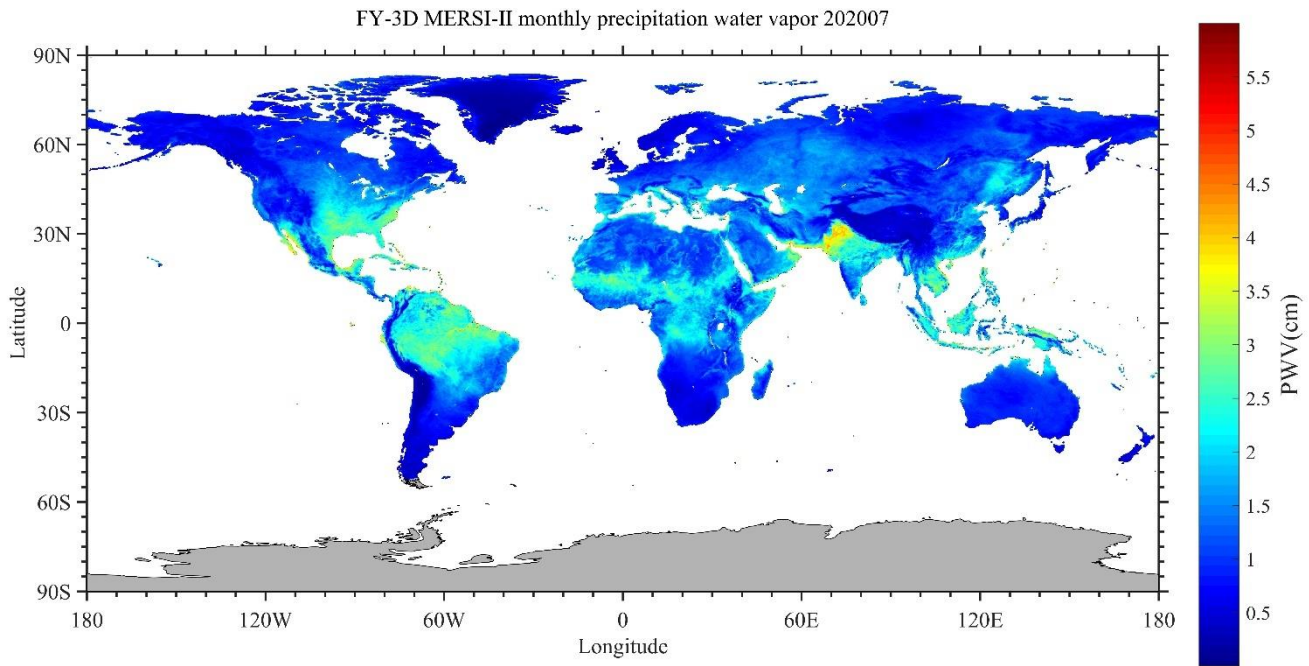 FY-3D MERSI-II monthly precipitation water vapor 202007
90N
60N
30N
0
30S
60S
90S
Latitude
180
120W
60W
0
60E
120E
180
Longitude
5.5
5
4.5
4
3.5
3
2.5
2
1.5
1
0.5
PWV(cm)